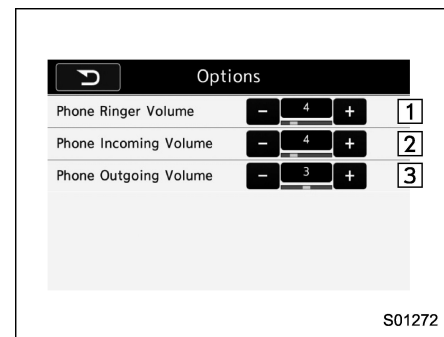 Options
Phone Ringer Volume - 4 + 1
Phone Incoming Volume - 4 + 2
Phone Outgoing Volume - 3 + 3
S01272